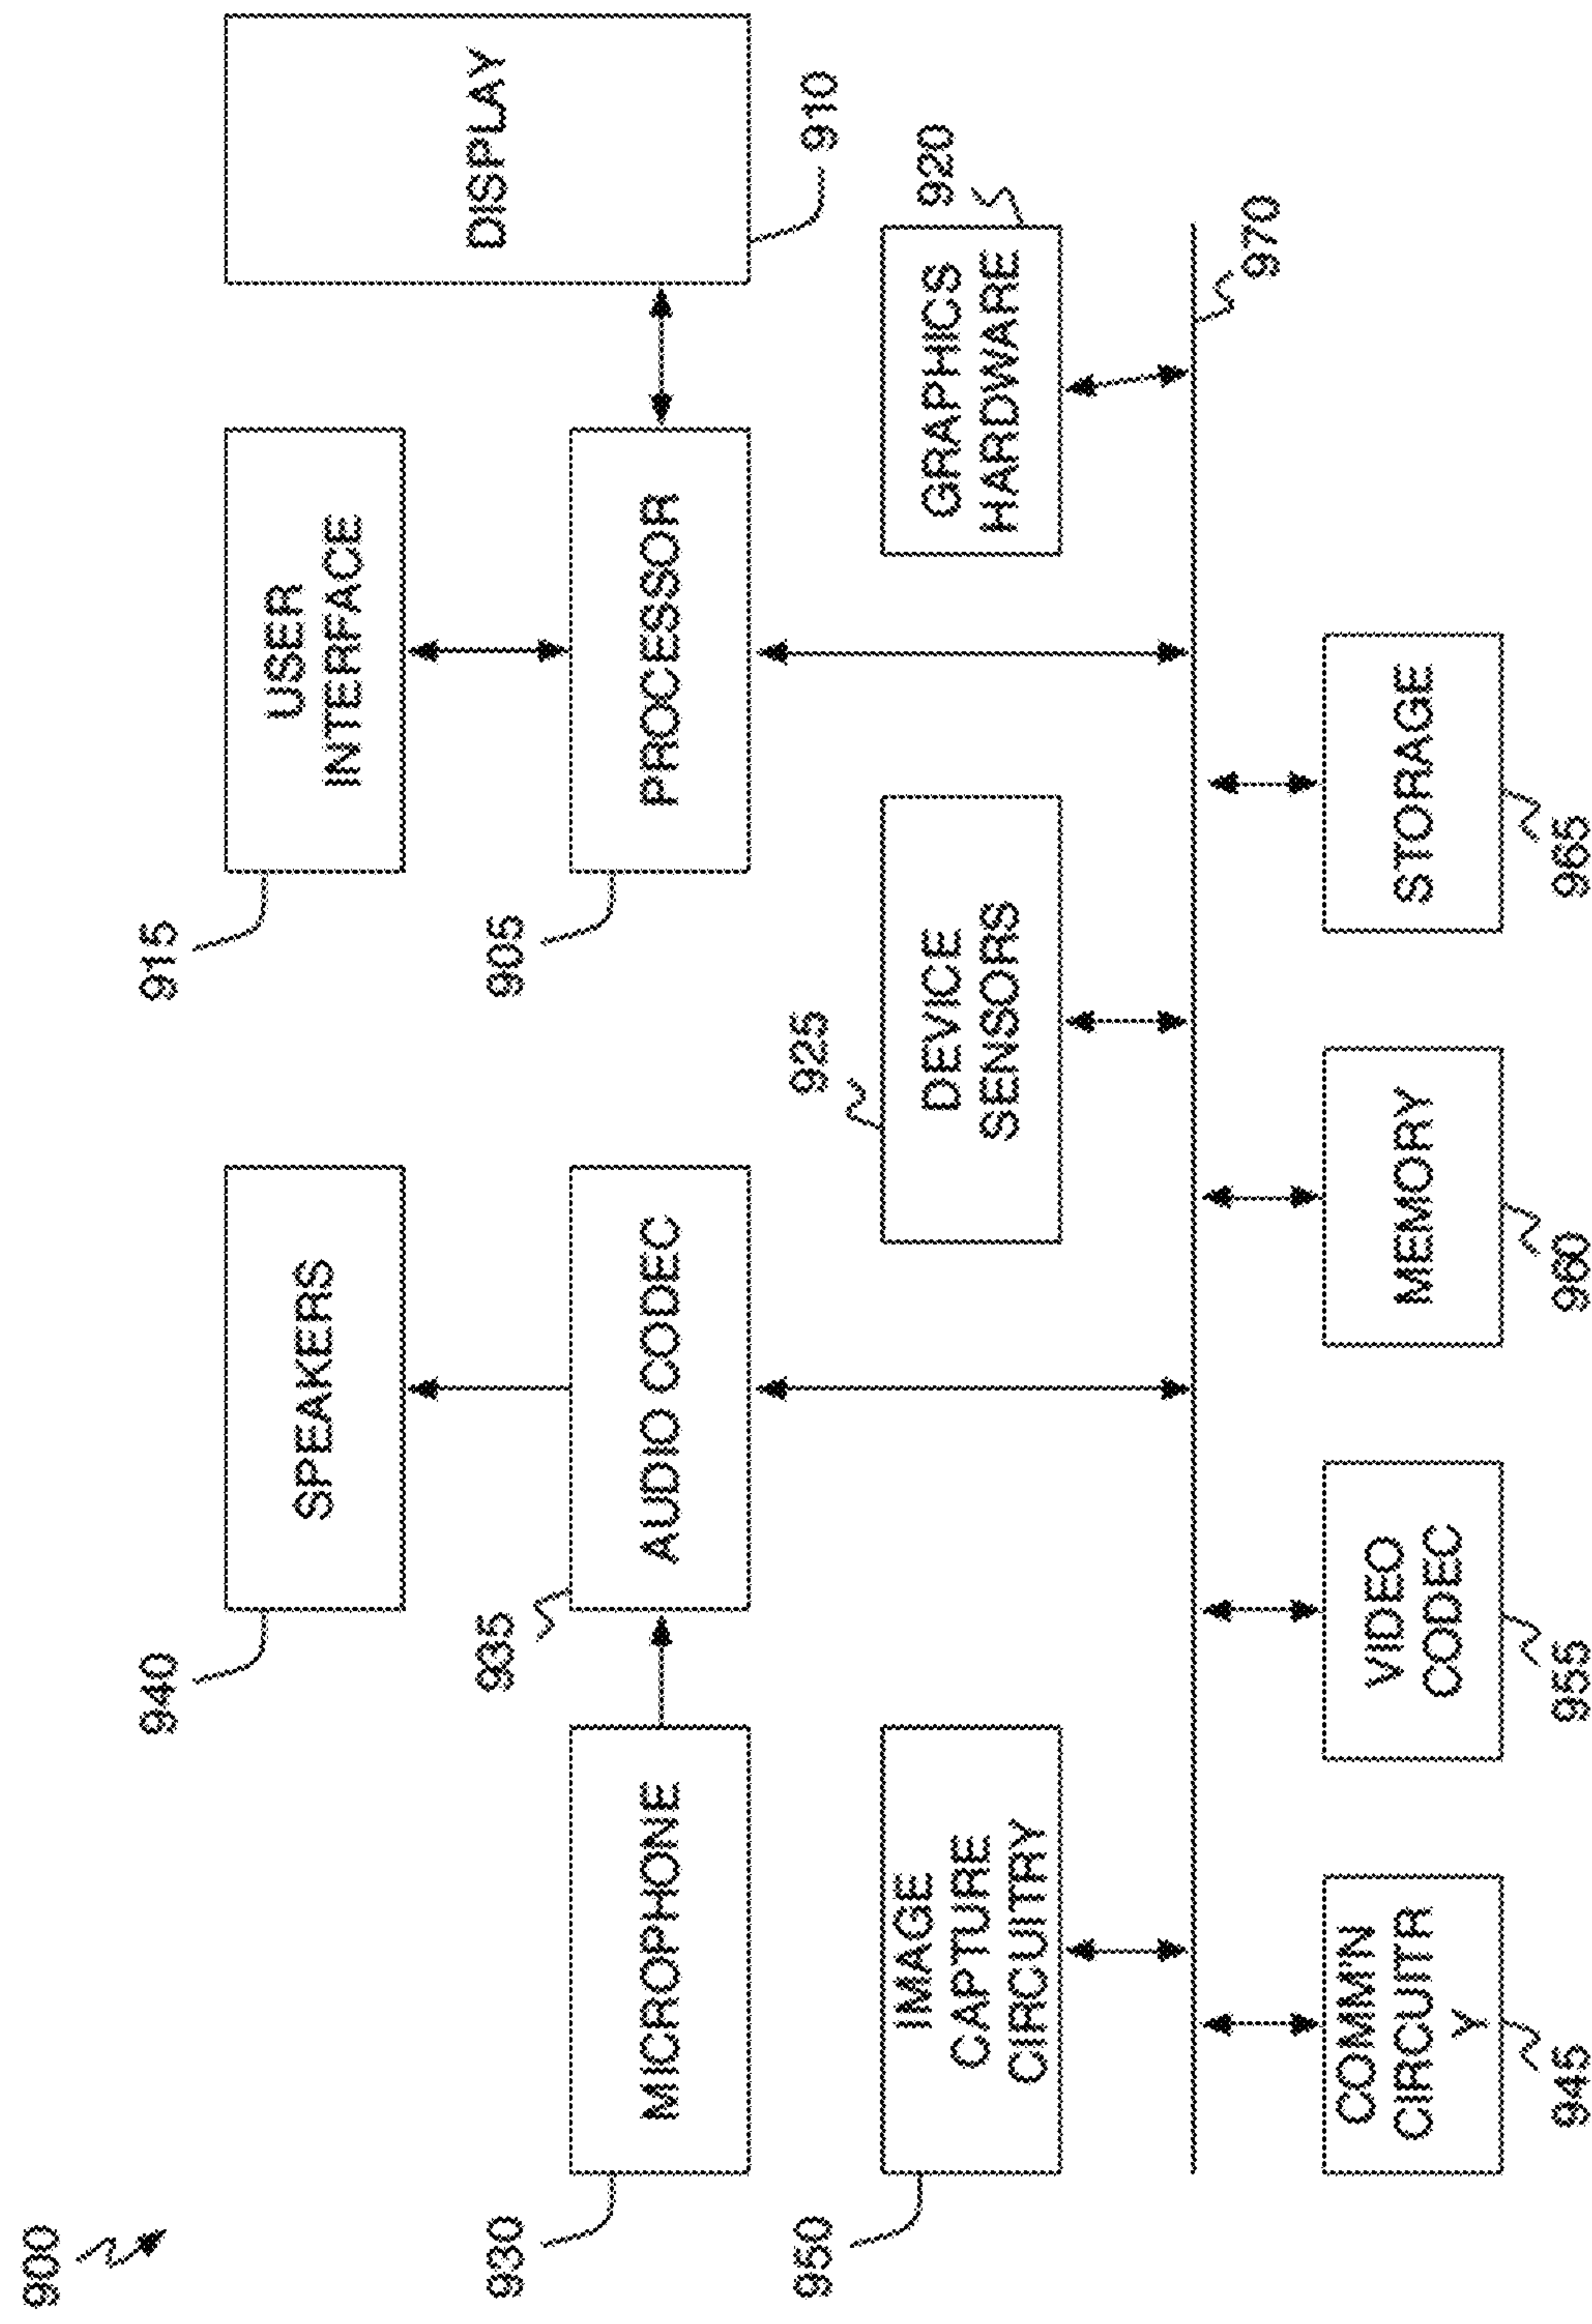 900
940
SPEAKERS
915
USER
INTERFACE
DISPLAY
930
MICROPHONE
935
AUDIO CODEC
905
PROCESSOR
910
950
IMAGE
CAPTURE
CIRCUITRY
925
DEVICE
SENSORS
GRAPHICS
HARDWARE
920
970
COMM'N
CIRCUITR
Y
945
VIDEO
CODEC
955
MEMORY
960
STORAGE
965